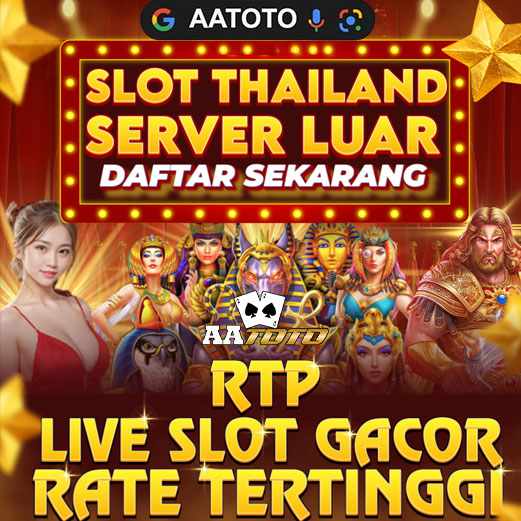 AATOTO
SLOT THAILAND
SERVER LUAR
DAFTAR SEKARANG
AATOTO
RTP
LIVE SLOT GACOR
RATE TERTINGGI